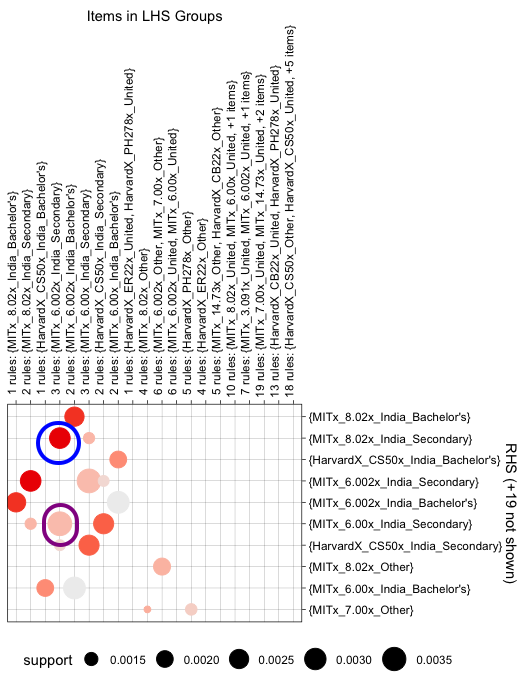 Items in LHS Groups
1 rules: {MITx_8.02x_India_Bachelor's}
2 rules: {MITx_8.02x_India_Secondary}
1 rules: {HarvardX_CS50x_India_Bachelor's}
3 rules: {MITx_6.002x_India_Secondary}
2 rules: {MITx_6.002x_India_Bachelor's}
3 rules: {MITx_6.00x_India_Secondary}
2 rules: {HarvardX_CS50x_India_Secondary}
2 rules: {MITx_6.00x_India_Bachelor's}
1 rules: {HarvardX_ER22x_United, HarvardX_PH278x_United}
4 rules: {MITx_8.02x_Other}
6 rules: {MITx_6.002x_Other, MITx_7.00x_Other}
2 rules: {MITx_6.002x_United, MITx_6.00x_United}
5 rules: {HarvardX_PH278x_Other}
4 rules: {HarvardX_ER22x_Other}
5 rules: {MITx_14.73x_Other, HarvardX_CB22x_Other}
10 rules: {MITx_8.02x_United, MITx_6.00x_United, +1 items}
7 rules: {MITx_3.091x_United, MITx_6.002x_United, +1 items}
19 rules: {MITx_7.00x_United, MITx_14.73x_United, +2 items}
13 rules: {HarvardX_CB22x_United, HarvardX_PH278x_United}
18 rules: {HarvardX_CS50x_Other, HarvardX_CS50x_United, +5 items}
{MITx_8.02x_India_Bachelor's}
{MITx_8.02x_India_Secondary}
{HarvardX_CS50x_India_Bachelor's}
{MITx_6.002x_India_Secondary}
{MITx_6.002x_India_Bachelor's}
{MITx_6.00x_India_Secondary}
{HarvardX_CS50x_India_Secondary}
{MITx_8.02x_Other}
{MITx_6.00x_India_Bachelor's}
{MITx_7.00x_Other}
RHS (+19 not shown)
support 0.0015 0.0020 0.0025 0.0030 0.0035